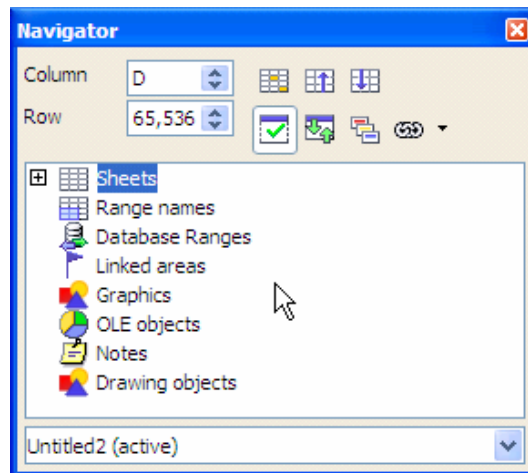 Navigator
Column D
Row 65,536
Sheets
Range names
Database Ranges
Linked areas
Graphics
OLE objects
Notes
Drawing objects
Untitled2 (active)